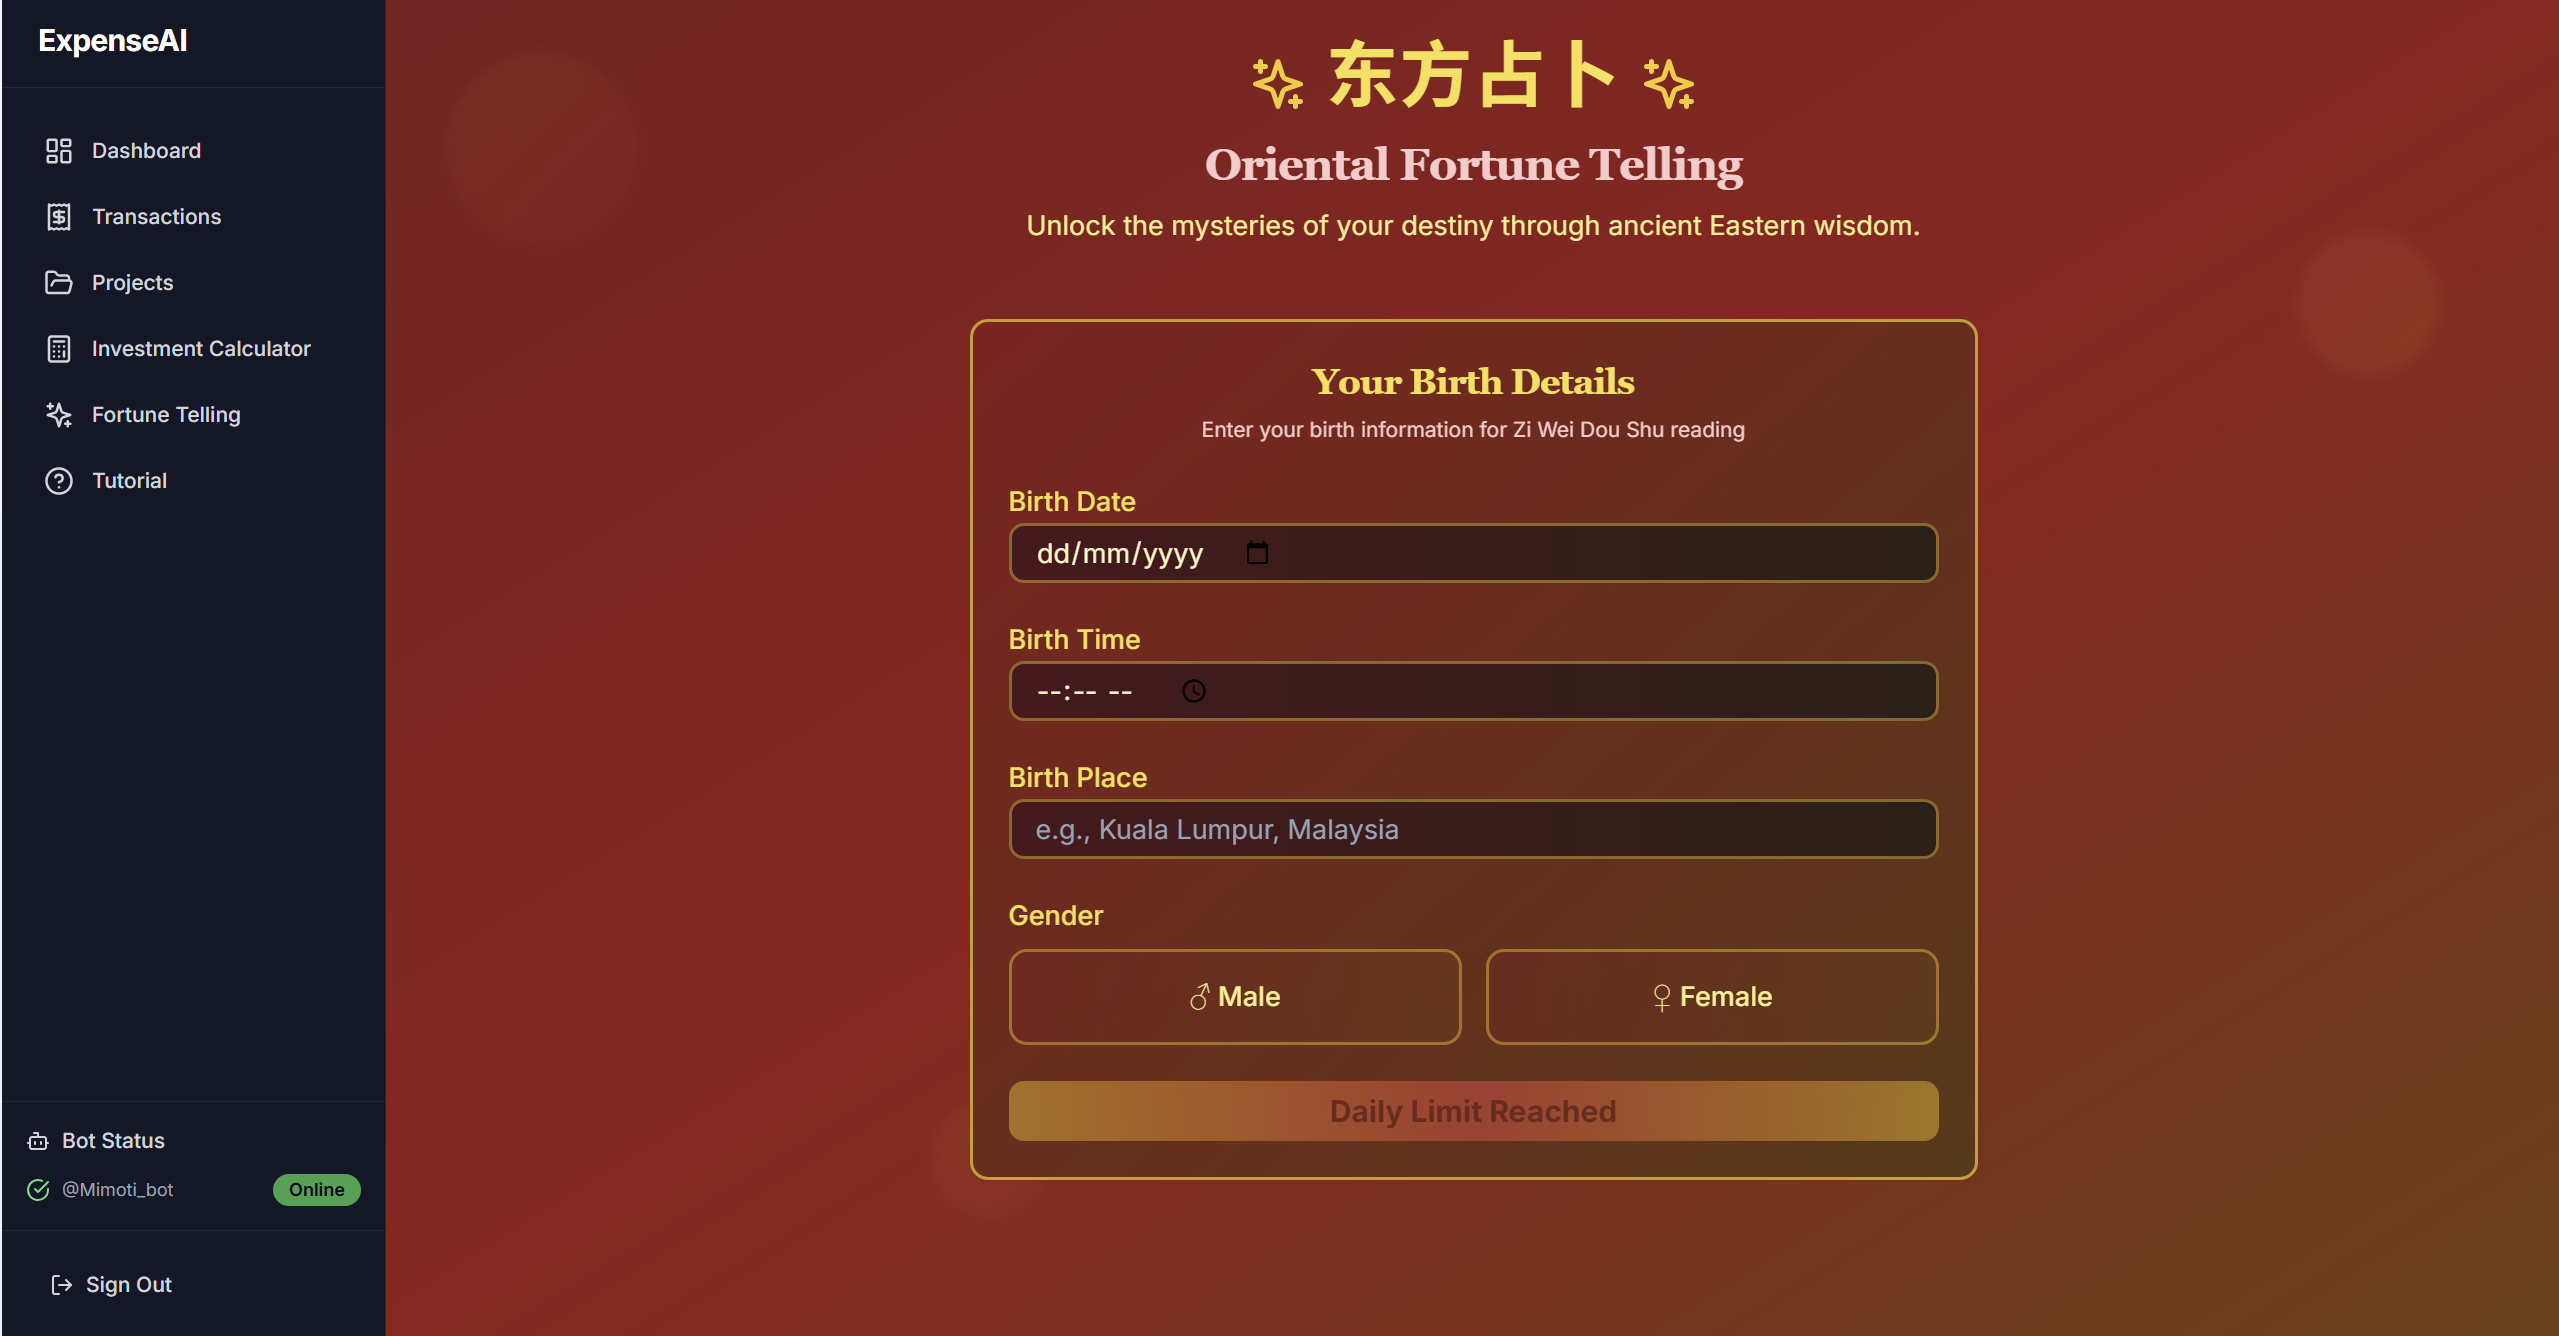 ExpenseAI
Dashboard
Transactions
Projects
Investment Calculator
Fortune Telling
Tutorial
Bot Status
@Mimoti_bot
Online
Sign Out
东方占卜
Oriental Fortune Telling
Unlock the mysteries of your destiny through ancient Eastern wisdom.
Your Birth Details
Enter your birth information for Zi Wei Dou Shu reading
Birth Date
dd/mm/yyyy
Birth Time
--:-- --
Birth Place
e.g., Kuala Lumpur, Malaysia
Gender
♂ Male
♀ Female
Daily Limit Reached